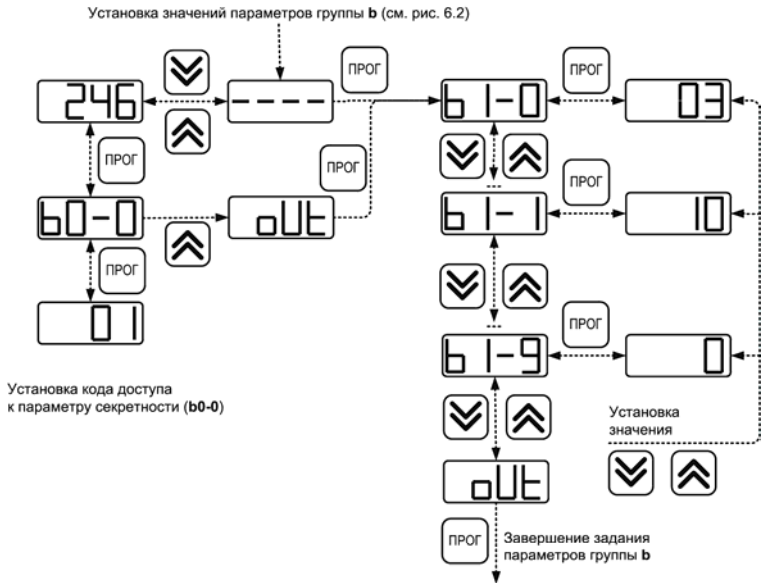 Установка значений параметров группы b (см. рис. 6.2)
ПРОГ
ПРОГ
246
- - - -
b1-0
03
ПРОГ
ПРОГ
ПРОГ
b0-0
oUt
b1-1
10
ПРОГ
ПРОГ
01
b1-9
0
Установка кода доступа
к параметру секретности (b0-0)
Установка
значения
oUt
ПРОГ
Завершение задания
параметров группы b